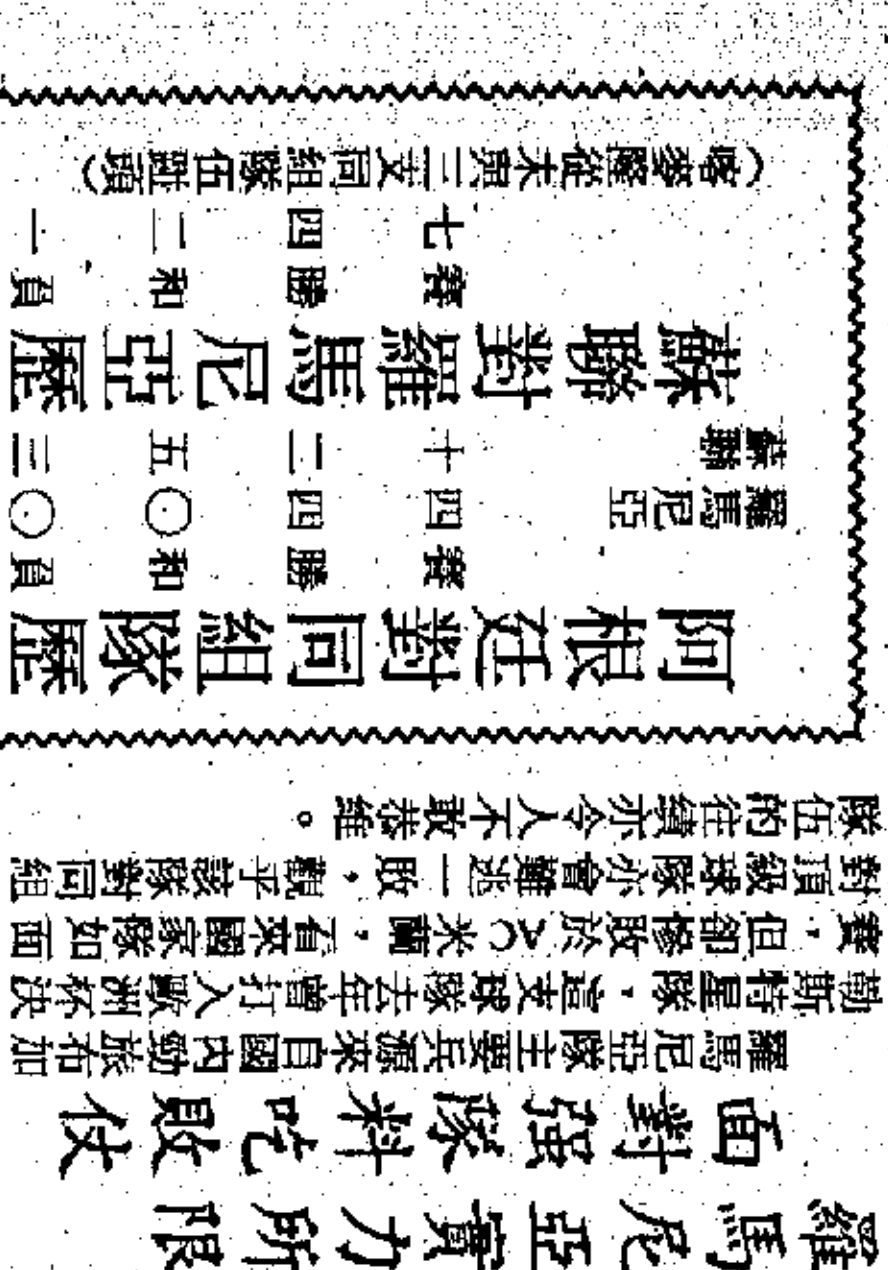 羅馬尼亞實力所限
面對强隊料吃敗仗
羅馬尼亞隊主要兵源來自國內勁旅布加
勒斯特星隊，這支球隊去年曾打入歐洲杯決
賽，但卻慘敗於AC米蘭，看來國家隊如面
對頂級球隊亦會難逃一敗，觀乎該隊對同組
隊伍的往績亦令人不敢恭維。
阿根廷對同組隊歷
賽 勝 和 負
羅馬尼亞 四 四 〇 〇
蘇聯 十 二 五 三
蘇聯對羅馬尼亞歷
賽 勝 和 負
七 四 二 一
（喀麥隆從未與三支同組隊伍碰頭）